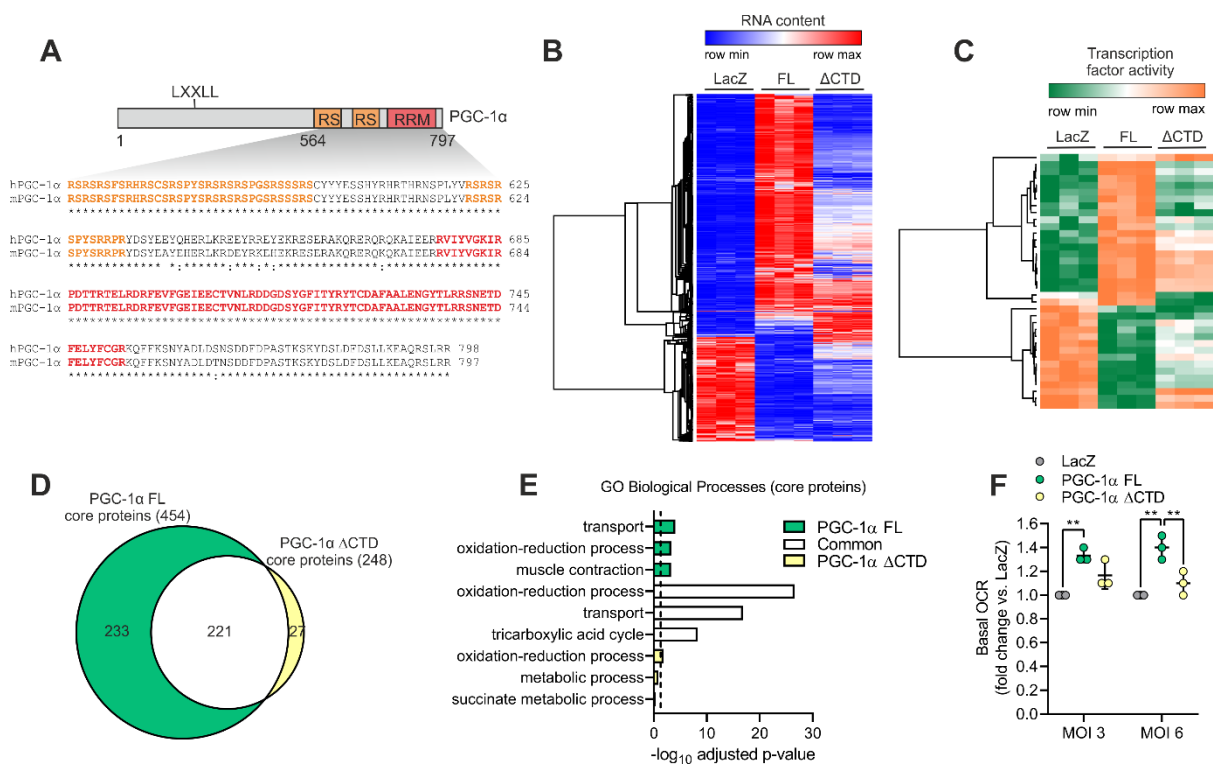 A
LXXLL
RS
RS
RRM
PGC-1α
1
564
797
hPGC-1α RSRSRSFSRHRSCSRSPYSRSRSRSPGSRSSSRSCYYYESSHYRHRTHRNSPLYVRSRSR 625
mPGC-1α RSRSRSFSRHRSCSRSPYSRSRSRSPGSRSSSRSCYYYESSHYRHRTHRNSPLYVRSRSR 624
************************************************************
hPGC-1α SPYSRRPRYDSYEEYQHERLKREEYRREYEKRESERAKQRERQRQKAIEERRVIYVGKIR 685
mPGC-1α SPYSRRPRYDSYEAYEHERLKRDEYRREHEKRESERAKQRERQKQKAIEERRVIYVGKIR 684
hPGC-1α PDTTRTELRDRFEVFGEIEECTVNLRDDGDSYGFITYRYTCDAFAALENGYTLRRSNETD 745
mPGC-1α PDTTRTELRDRFEVFGEIEECTVNLRDDGDSYGFITYRYTCDAFAALENGYTLRRSNETD 744
************************************************************
hPGC-1α FELYFCGRKQFFKSNYADLDSNSDDFDPASTKSKYDSLDFDSLLKEAQRSLRR 798
mPGC-1α FELYFCGRKQFFKSNYADLDTNSDDFDPASTKSKYDSLDFDSLLKEAQRSLRR 797
B
RNA content
row min
row max
LacZ
FL
ΔCTD
C
Transcription
factor activity
row min
row max
LacZ
FL
ΔCTD
D
PGC-1α FL
core proteins (454)
PGC-1α ΔCTD
core proteins (248)
233
221
27
E
GO Biological Processes (core proteins)
transport
oxidation-reduction process
muscle contraction
oxidation-reduction process
transport
tricarboxylic acid cycle
oxidation-reduction process
metabolic process
succinate metabolic process
PGC-1α FL
Common
PGC-1α ΔCTD
0
10
20
30
-log10 adjusted p-value
F
LacZ
PGC-1α FL
PGC-1α ΔCTD
Basal OCR
(fold change vs. LacZ)
1.6
1.4
1.2
1.0
0.8
0.6
0.4
0.2
0.0
**
**
**
MOI 3
MOI 6